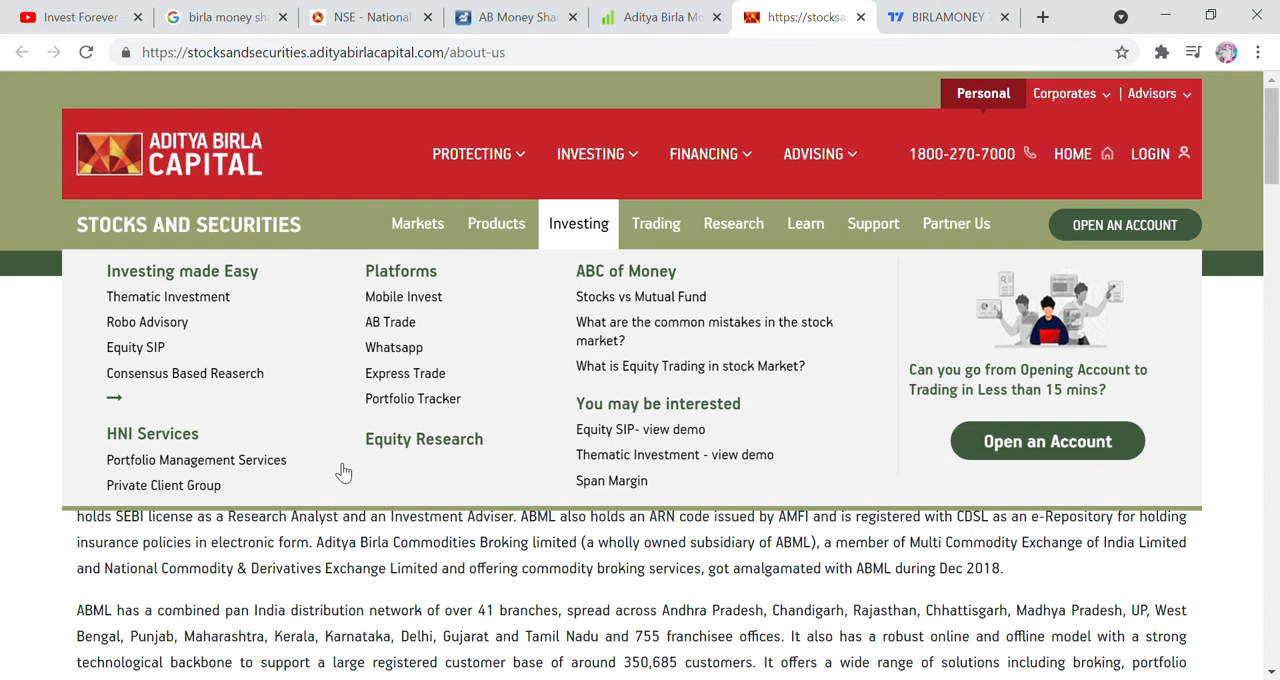 Invest Forever -
birla money sh
NSE - National
AB Money Sha
Aditya Birla M
https://stocksa
BIRLAMONEY
https://stocksandsecurities.adityabirlacapital.com/about-us
Personal
Corporates
| Advisors
ADITYA BIRLA
CAPITAL
PROTECTING
INVESTING
FINANCING
ADVISING
1800-270-7000
HOME
LOGIN
STOCKS AND SECURITIES
Markets
Products
Investing
Trading
Research
Learn
Support
Partner Us
OPEN AN ACCOUNT
Investing made Easy
Thematic Investment
Robo Advisory
Equity SIP
Consensus Based Reaserch
→
HNI Services
Portfolio Management Services
Private Client Group
Platforms
Mobile Invest
AB Trade
Whatsapp
Express Trade
Portfolio Tracker
Equity Research
ABC of Money
Stocks vs Mutual Fund
What are the common mistakes in the stock
market?
What is Equity Trading in stock Market?
You may be interested
Equity SIP- view demo
Thematic Investment - view demo
Span Margin
Can you go from Opening Account to
Trading in Less than 15 mins?
Open an Account
holds SEBI license as a Research Analyst and an Investment Adviser. ABML also holds an ARN code issued by AMFI and is registered with CDSL as an e-Repository for holding
insurance policies in electronic form. Aditya Birla Commodities Broking limited (a wholly owned subsidiary of ABML), a member of Multi Commodity Exchange of India Limited
and National Commodity & Derivatives Exchange Limited and offering commodity broking services, got amalgamated with ABML during Dec 2018.
ABML has a combined pan India distribution network of over 41 branches, spread across Andhra Pradesh, Chandigarh, Rajasthan, Chhattisgarh, Madhya Pradesh, UP, West
Bengal, Punjab, Maharashtra, Kerala, Karnataka, Delhi, Gujarat and Tamil Nadu and 755 franchisee offices. It also has a robust online and offline model with a strong
technological backbone to support a large registered customer base of around 350,685 customers. It offers a wide range of solutions including broking, portfolio